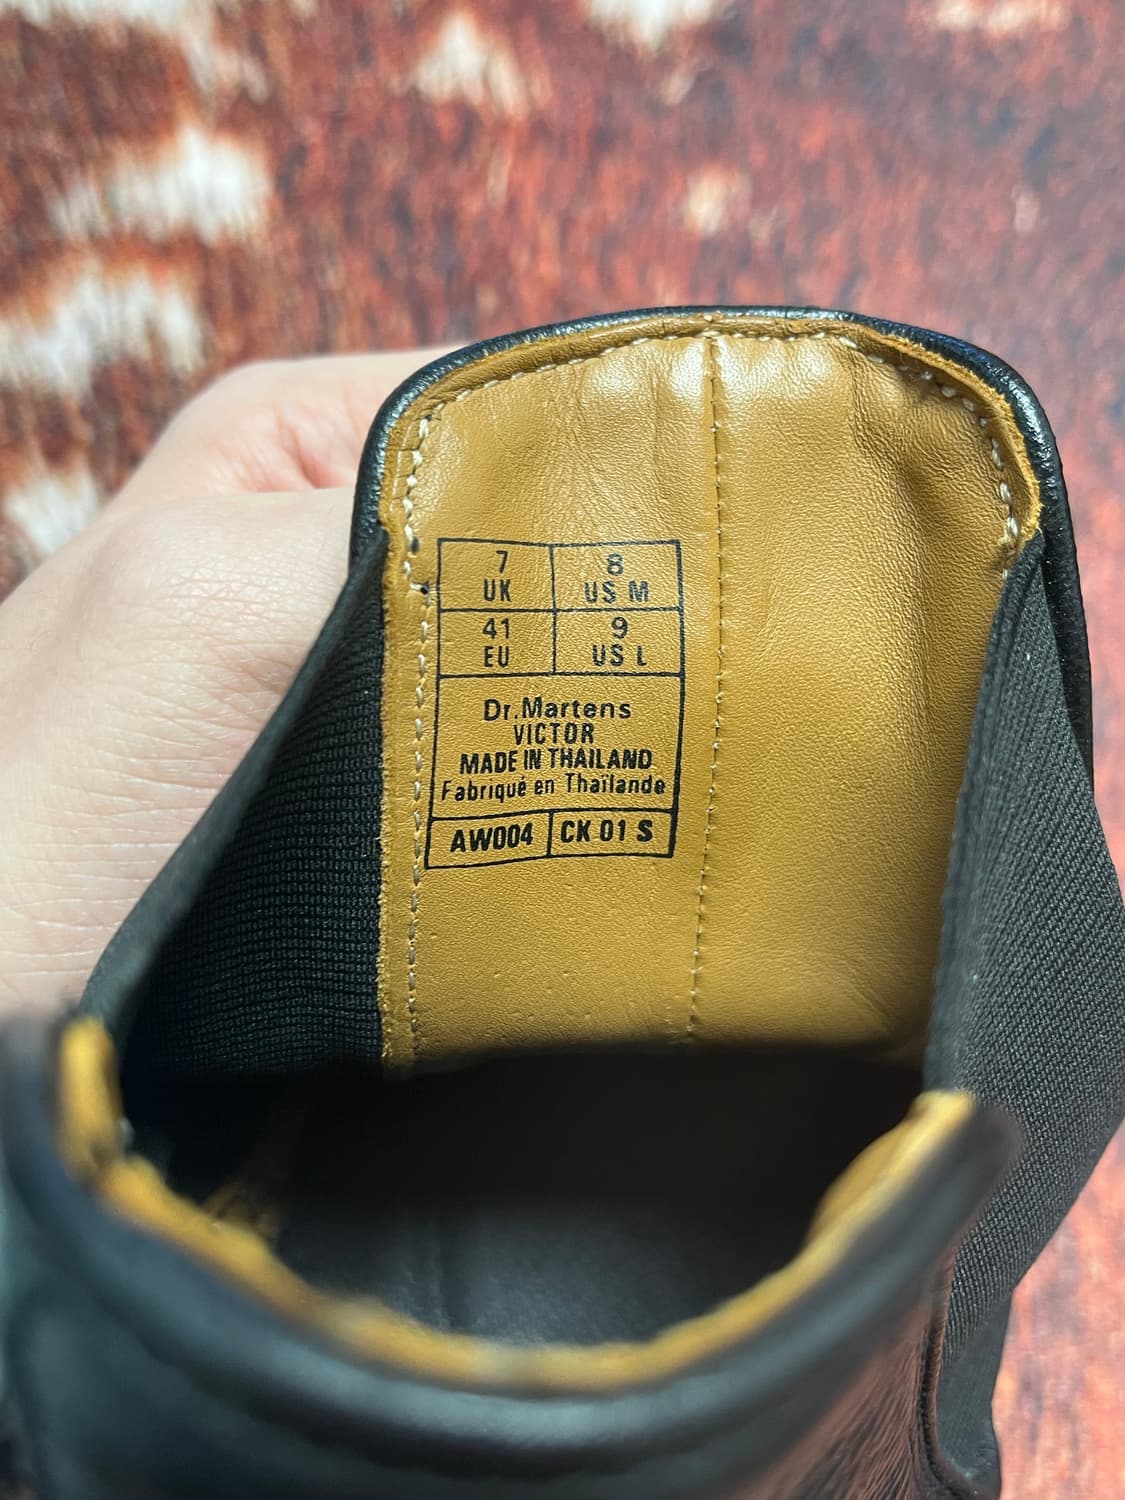 7 8
UK US M
41 9
EU US L
Dr.Martens
VICTOR
MADE IN THAILAND
Fabriqué en Thaïlande
AW004 CK 01 S